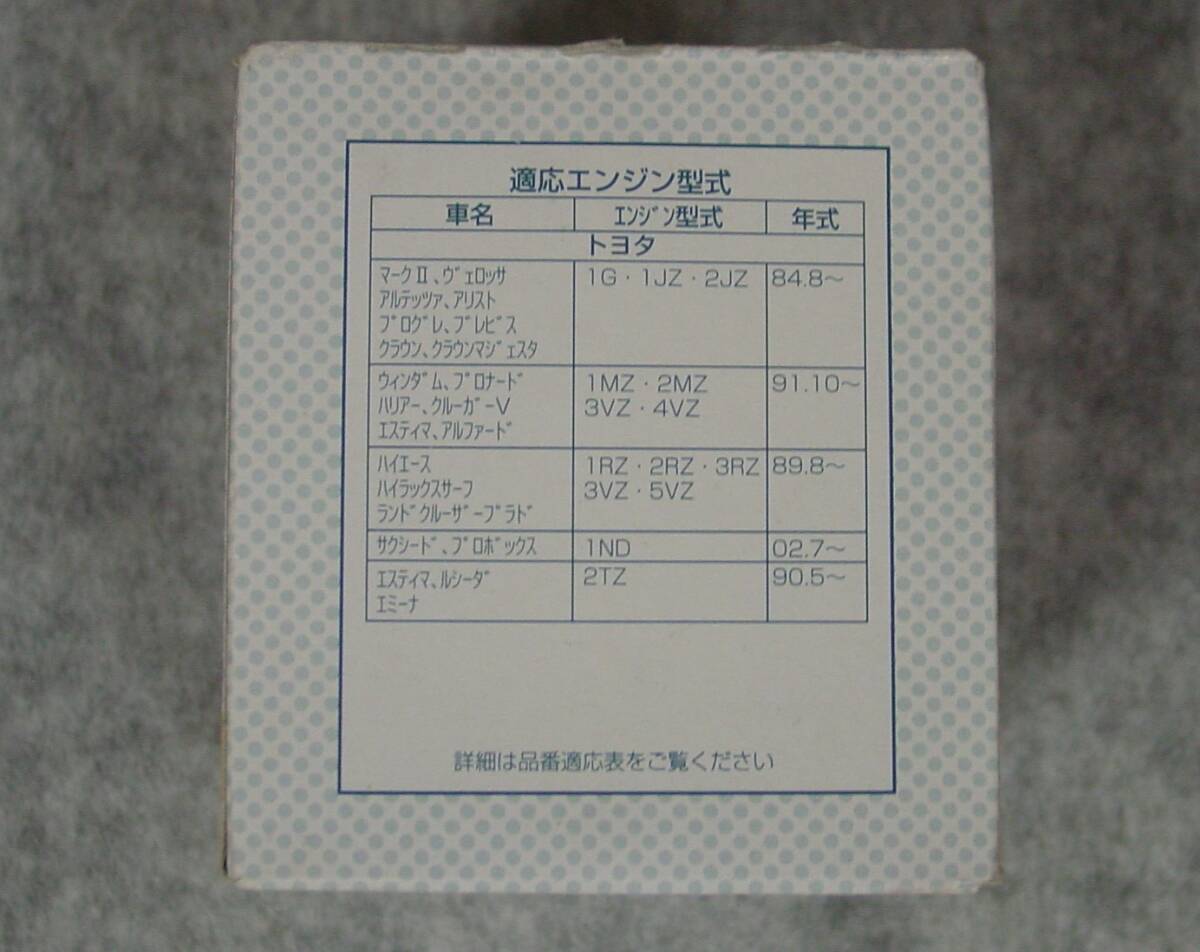 適応エンジン型式
車名 ｴﾝｼﾞﾝ型式 年式
トヨタ
ﾏｰｸⅡ、ｳﾞｪﾛｯｻ 1G・1JZ・2JZ 84.8～
ｱﾙﾃｯﾂｧ、ｱﾘｽﾄ
ﾌﾟﾛｸﾞﾚ、ﾌﾞﾚﾋﾞｽ
ｸﾗｳﾝ、ｸﾗｳﾝﾏｼﾞｪｽﾀ
ｳｨﾝﾀﾞﾑ、ﾌﾟﾛﾅｰﾄﾞ 1MZ・2MZ 91.10～
ﾊﾘｱｰ、ｸﾙｰｶﾞｰV 3VZ・4VZ
ｴｽﾃｨﾏ、ｱﾙﾌｧｰﾄﾞ
ﾊｲｴｰｽ 1RZ・2RZ・3RZ 89.8～
ﾊｲﾗｯｸｽｻｰﾌ 3VZ・5VZ
ﾗﾝﾄﾞｸﾙｰｻﾞｰﾌﾟﾗﾄﾞ
ｻｸｼｰﾄﾞ、ﾌﾟﾛﾎﾞｯｸｽ 1ND 02.7～
ｴｽﾃｨﾏ、ﾙｼｰﾀﾞ 2TZ 90.5～
ｴﾐｰﾅ
詳細は品番適応表をご覧ください